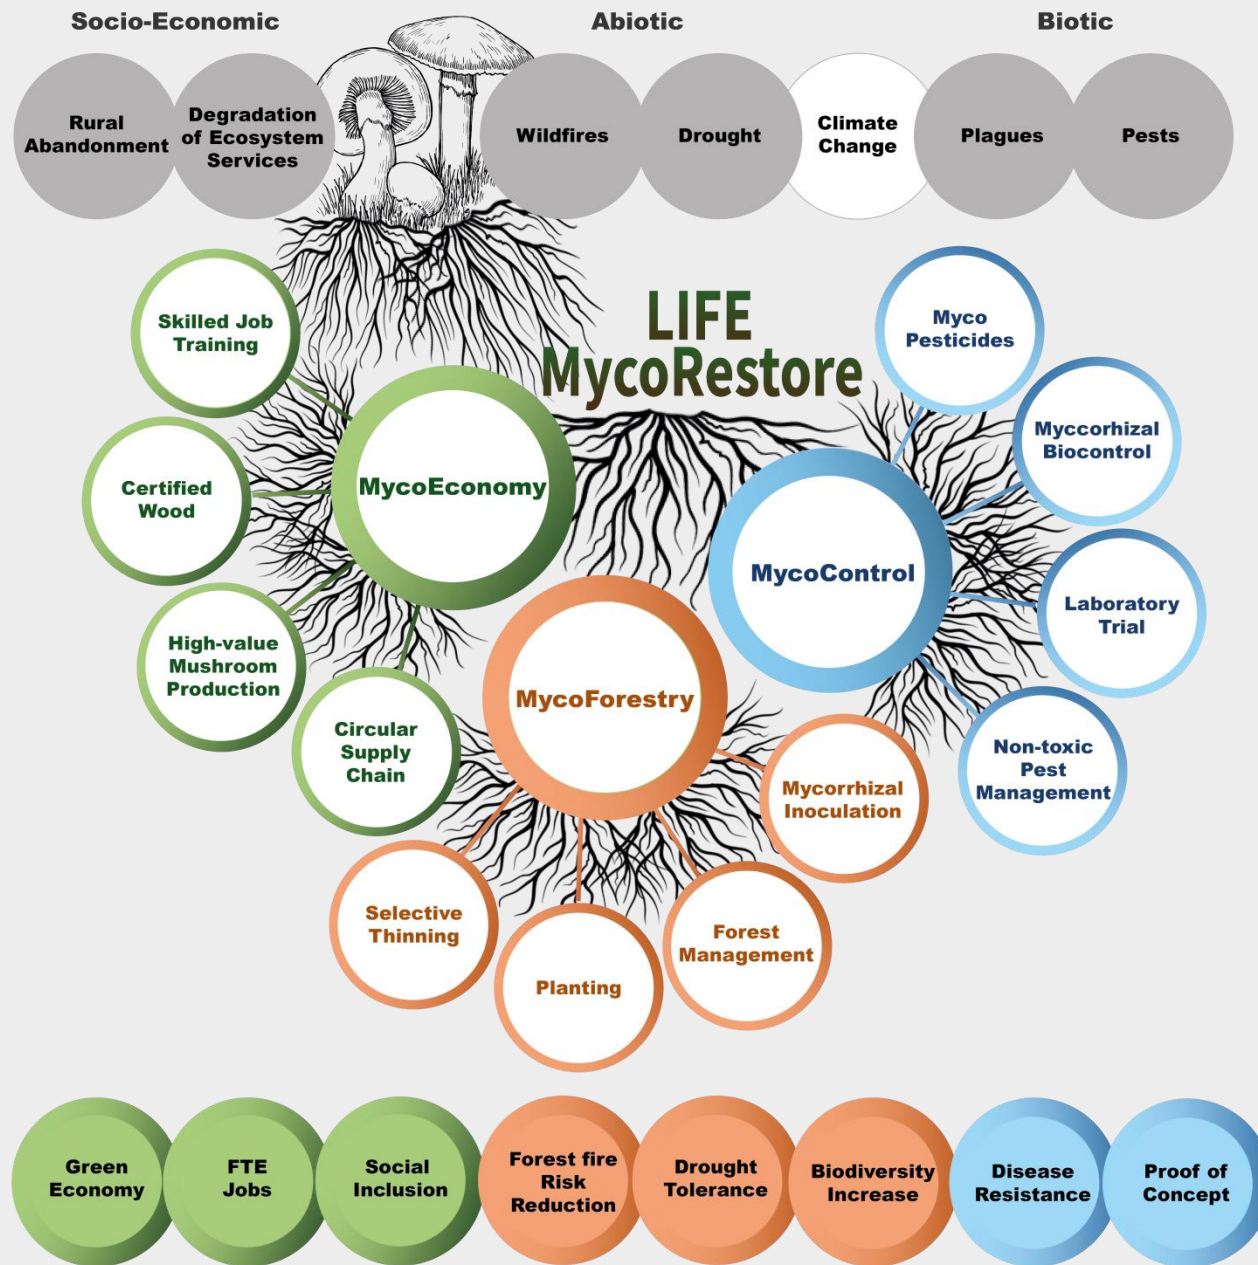 Socio-Economic
Abiotic
Biotic
Rural
Abandonment
Degradation
of Ecosystem
Services
Wildfires
Drought
Climate
Change
Plagues
Pests
LIFE
MycoRestore
Skilled Job
Training
Certified
Wood
High-value
Mushroom
Production
Circular
Supply
Chain
MycoEconomy
MycoForestry
Selective
Thinning
Planting
Forest
Management
Mycorrhizal
Inoculation
MycoControl
Myco
Pesticides
Myccorhizal
Biocontrol
Laboratory
Trial
Non-toxic
Pest
Management
Green
Economy
FTE
Jobs
Social
Inclusion
Forest fire
Risk
Reduction
Drought
Tolerance
Biodiversity
Increase
Disease
Resistance
Proof of
Concept